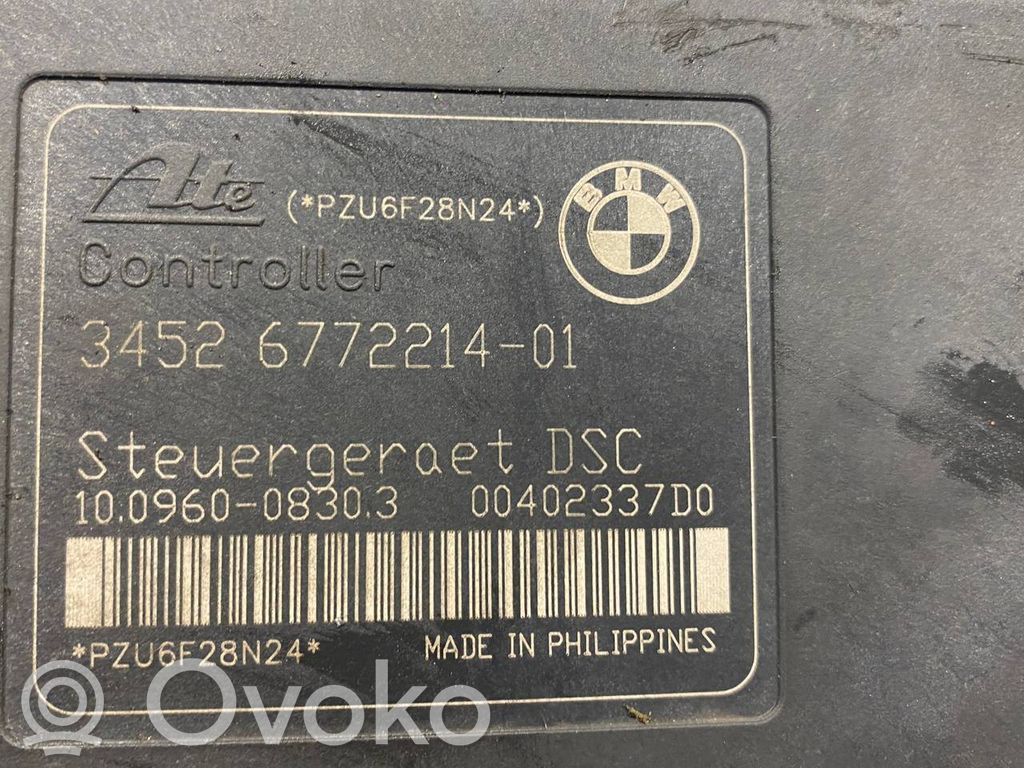 Ate
(*PZU6F28N24*)
BMW
Controller
3452 6772214-01
Steuergeraet DSC
10.0960-0830.3 00402337D0
*PZU6F28N24* MADE IN PHILIPPINES
Ovoko